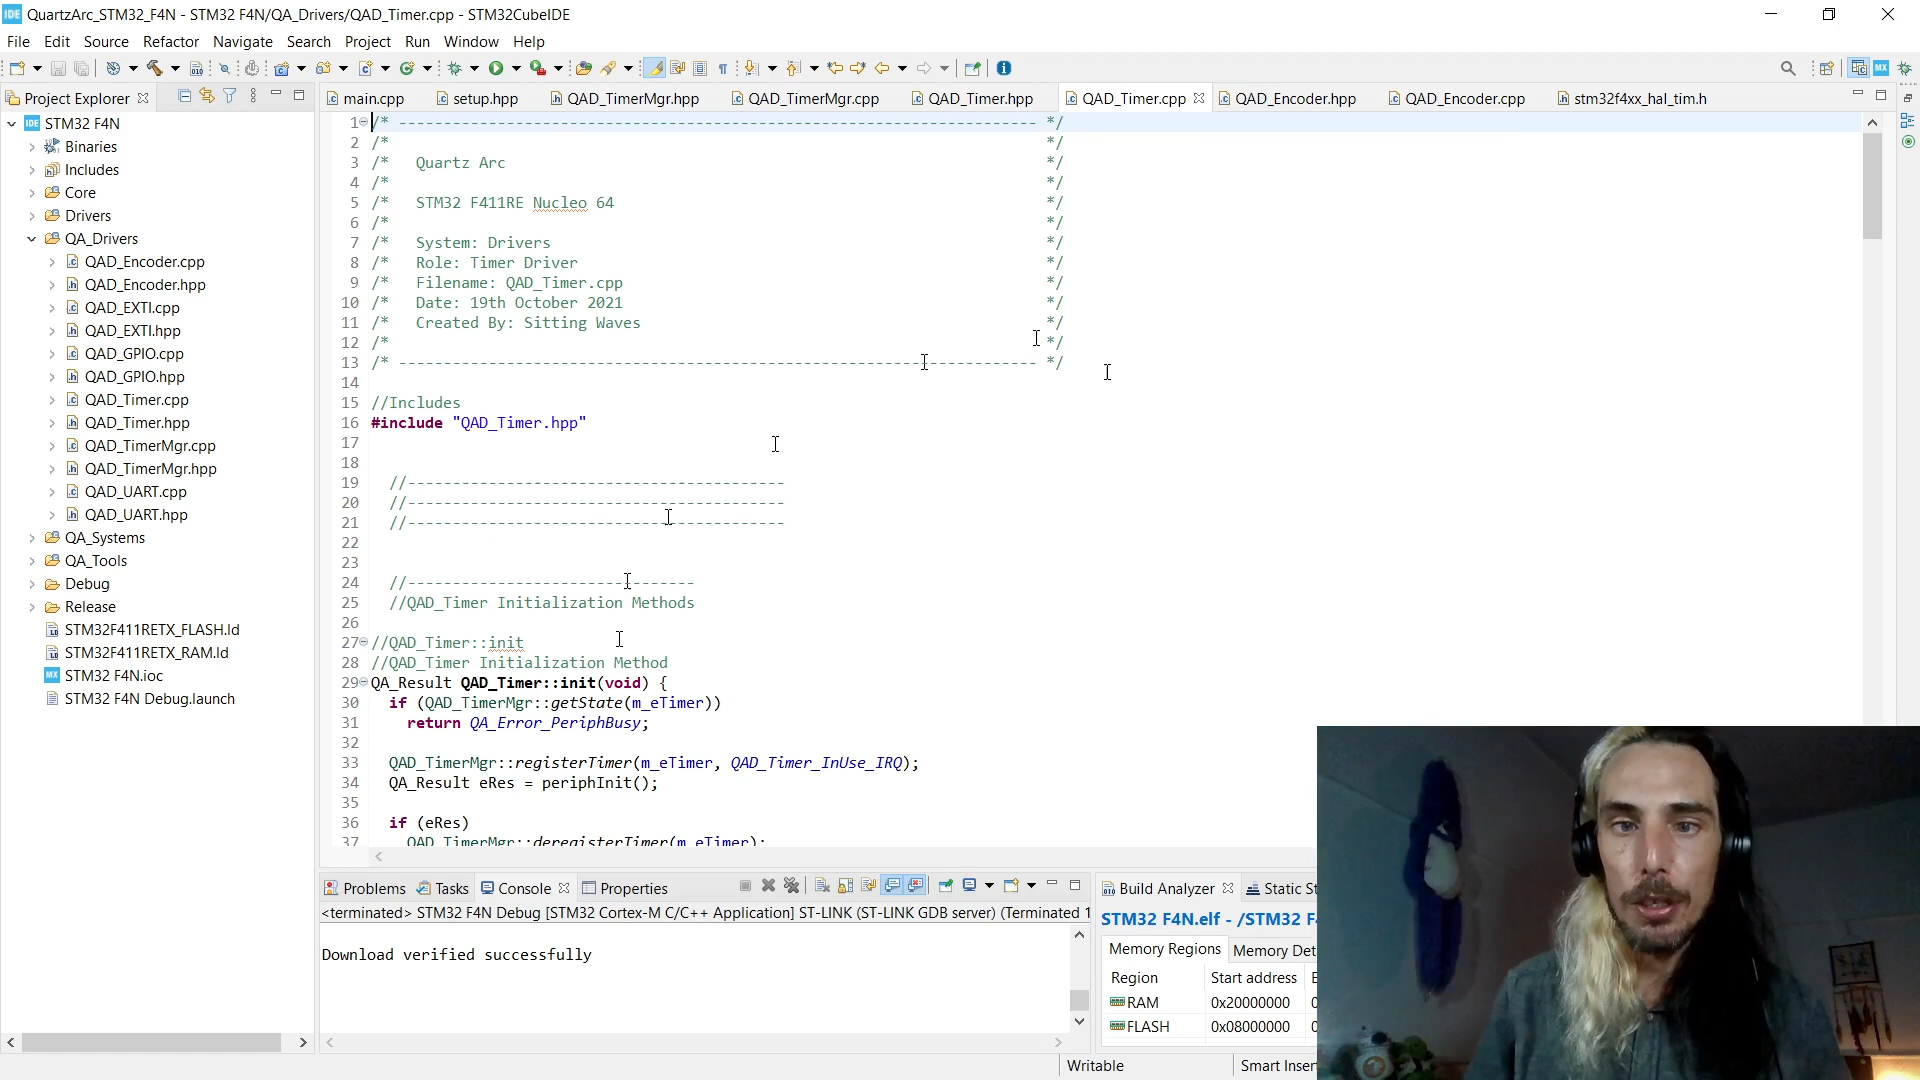 IDE QuartzArc_STM32_F4N - STM32 F4N/QA_Drivers/QAD_Timer.cpp - STM32CubeIDE
File Edit Source Refactor Navigate Search Project Run Window Help
Project Explorer
main.cpp setup.hpp QAD_TimerMgr.hpp QAD_TimerMgr.cpp QAD_Timer.hpp QAD_Timer.cpp QAD_Encoder.hpp QAD_Encoder.cpp stm32f4xx_hal_tim.h
IDE STM32 F4N
Binaries
Includes
Core
Drivers
QA_Drivers
QAD_Encoder.cpp
QAD_Encoder.hpp
QAD_EXTI.cpp
QAD_EXTI.hpp
QAD_GPIO.cpp
QAD_GPIO.hpp
QAD_Timer.cpp
QAD_Timer.hpp
QAD_TimerMgr.cpp
QAD_TimerMgr.hpp
QAD_UART.cpp
QAD_UART.hpp
QA_Systems
QA_Tools
Debug
Release
STM32F411RETX_FLASH.ld
STM32F411RETX_RAM.ld
MX STM32 F4N.ioc
STM32 F4N Debug.launch
1 /* ----------------------------------------------------------------------- */
2 /* */
3 /* Quartz Arc */
4 /* */
5 /* STM32 F411RE Nucleo 64 */
6 /* */
7 /* System: Drivers */
8 /* Role: Timer Driver */
9 /* Filename: QAD_Timer.cpp */
10 /* Date: 19th October 2021 */
11 /* Created By: Sitting Waves */
12 /* */
13 /* ----------------------------------------------------------------------- */
14
15 //Includes
16 #include "QAD_Timer.hpp"
17
18
19 //------------------------------------------
20 //------------------------------------------
21 //------------------------------------------
22
23
24 //--------------------------------
25 //QAD_Timer Initialization Methods
26
27 //QAD_Timer::init
28 //QAD_Timer Initialization Method
29 QA_Result QAD_Timer::init(void) {
30 if (QAD_TimerMgr::getState(m_eTimer))
31 return QA_Error_PeriphBusy;
32
33 QAD_TimerMgr::registerTimer(m_eTimer, QAD_Timer_InUse_IRQ);
34 QA_Result eRes = periphInit();
35
36 if (eRes)
37 QAD_TimerMgr::deregisterTimer(m_eTimer);
Problems Tasks Console Properties
<terminated> STM32 F4N Debug [STM32 Cortex-M C/C++ Application] ST-LINK (ST-LINK GDB server) (Terminated 1
Download verified successfully
Build Analyzer Static St
STM32 F4N.elf - /STM32 F
Memory Regions Memory Det
Region Start address
RAM 0x20000000
FLASH 0x08000000
Writable Smart Inser